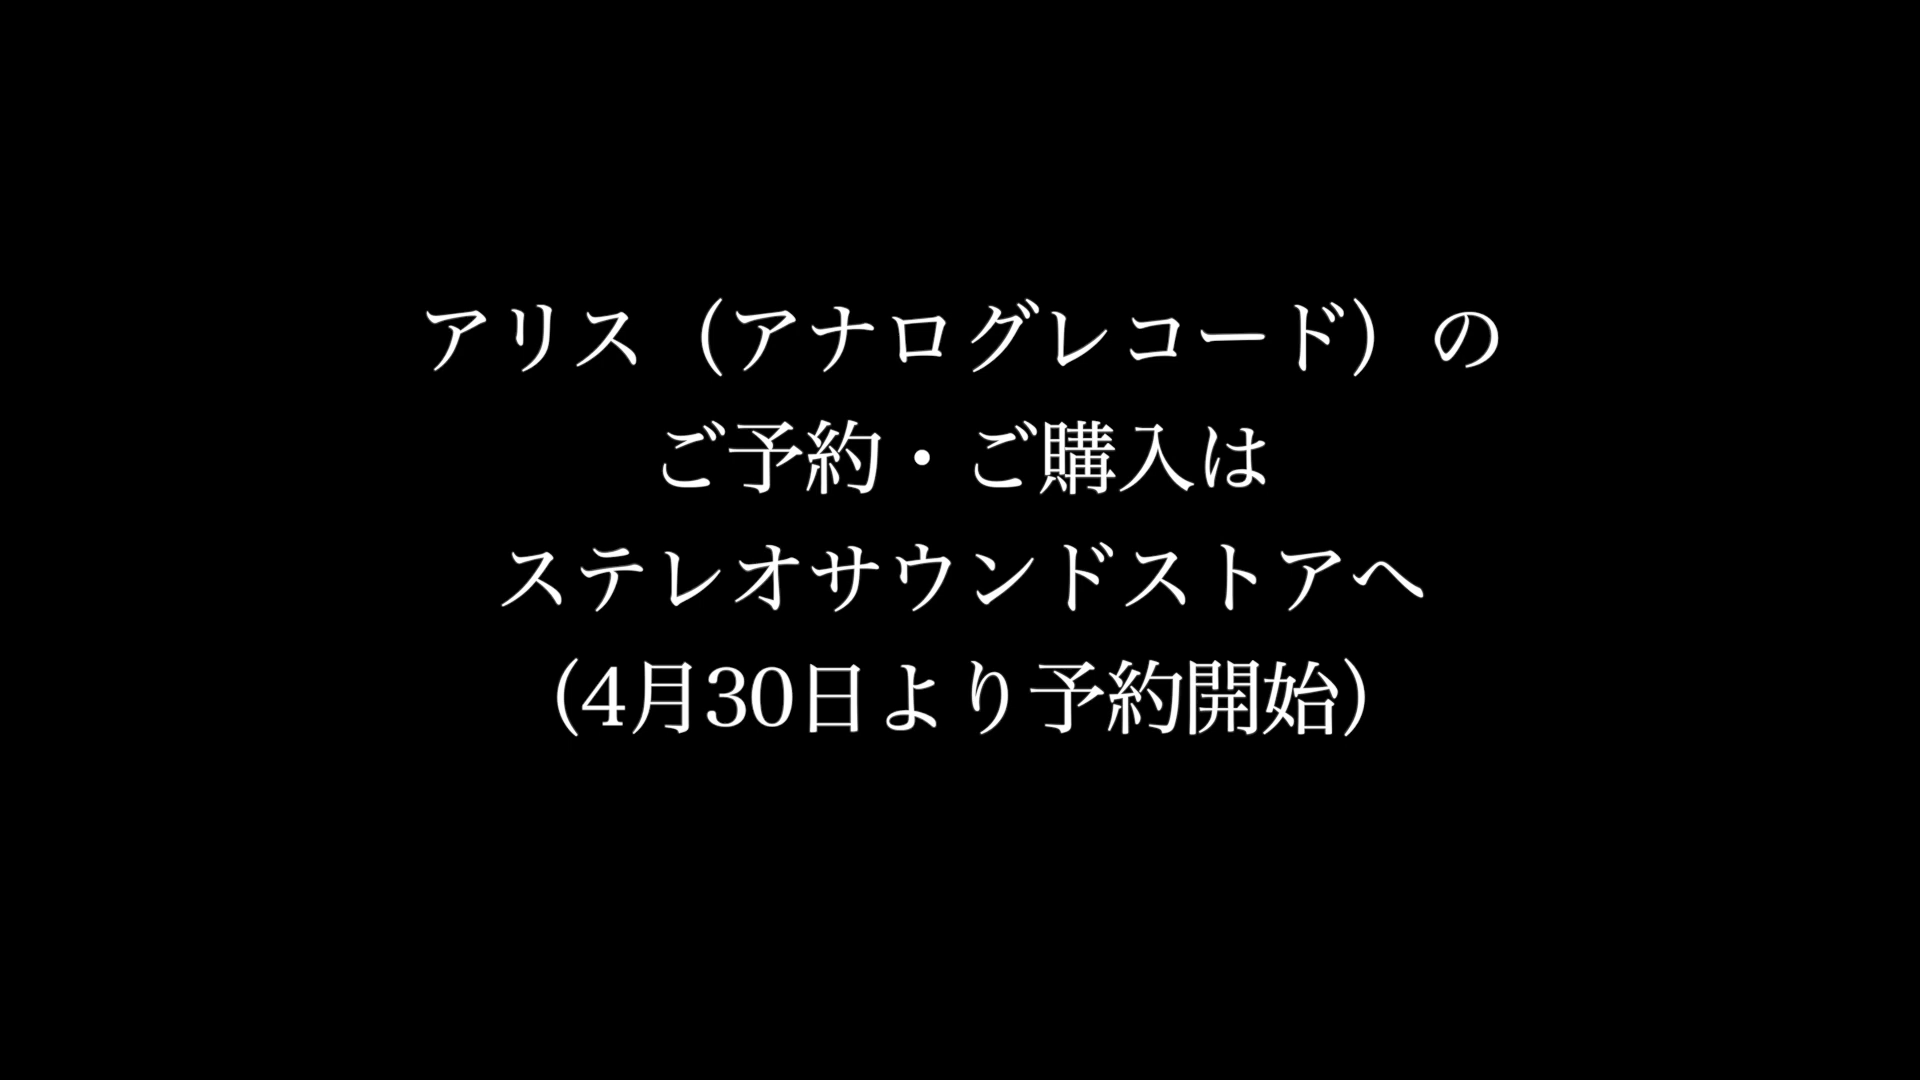 アリス（アナログレコード）の
ご予約・ご購入は
ステレオサウンドストアへ
（4月30日より予約開始）